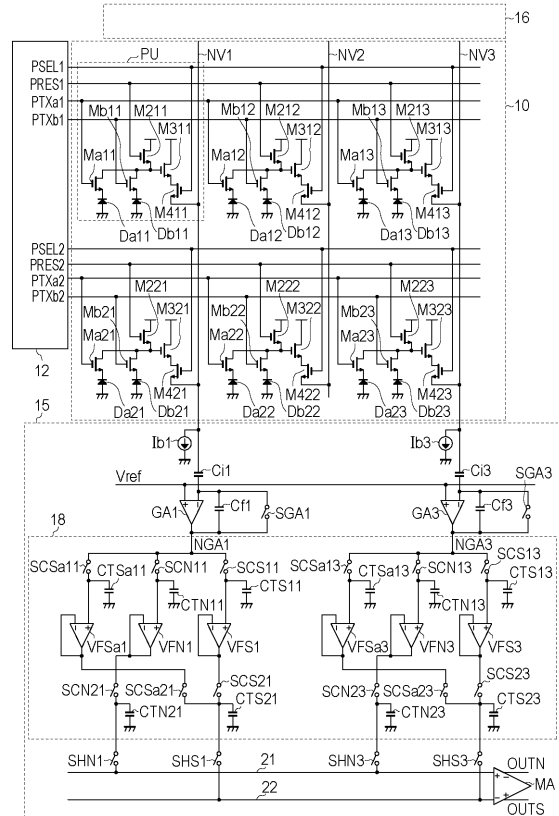 16
PU NV1 NV2 NV3
PSEL1
PRES1
PTXa1
PTXb1
10
Mb11 M211 M311 Mb12 M212 M312 Mb13 M213 M313
Ma11 Ma12 Ma13
M411 M412 M413
Da11 Db11 Da12 Db12 Da13 Db13
PSEL2
PRES2
PTXa2
PTXb2
M221 M222 M223
Mb21 M321 Mb22 M322 Mb23 M323
Ma21 Ma22 Ma23
12
M421 M422 M423
15
Da21 Db21 Da22 Db22 Da23 Db23
Ib1 Ib3
Ci1 Ci3 SGA3
Vref
GA1 Cf1 SGA1 GA3 Cf3
18
NGA1 NGA3
SCSa11 SCN11 SCS11 SCSa13 SCN13 SCS13
CTSa11 CTS11 CTSa13 CTS13
CTN11 CTN13
VFSa1 VFN1 VFS1 VFSa3 VFN3 VFS3
SCN21 SCSa21 SCS21 SCN23 SCSa23 SCS23
CTN21 CTS21 CTN23 CTS23
SHN1 SHS1 SHN3 SHS3
21 OUTN
22 MA
OUTS